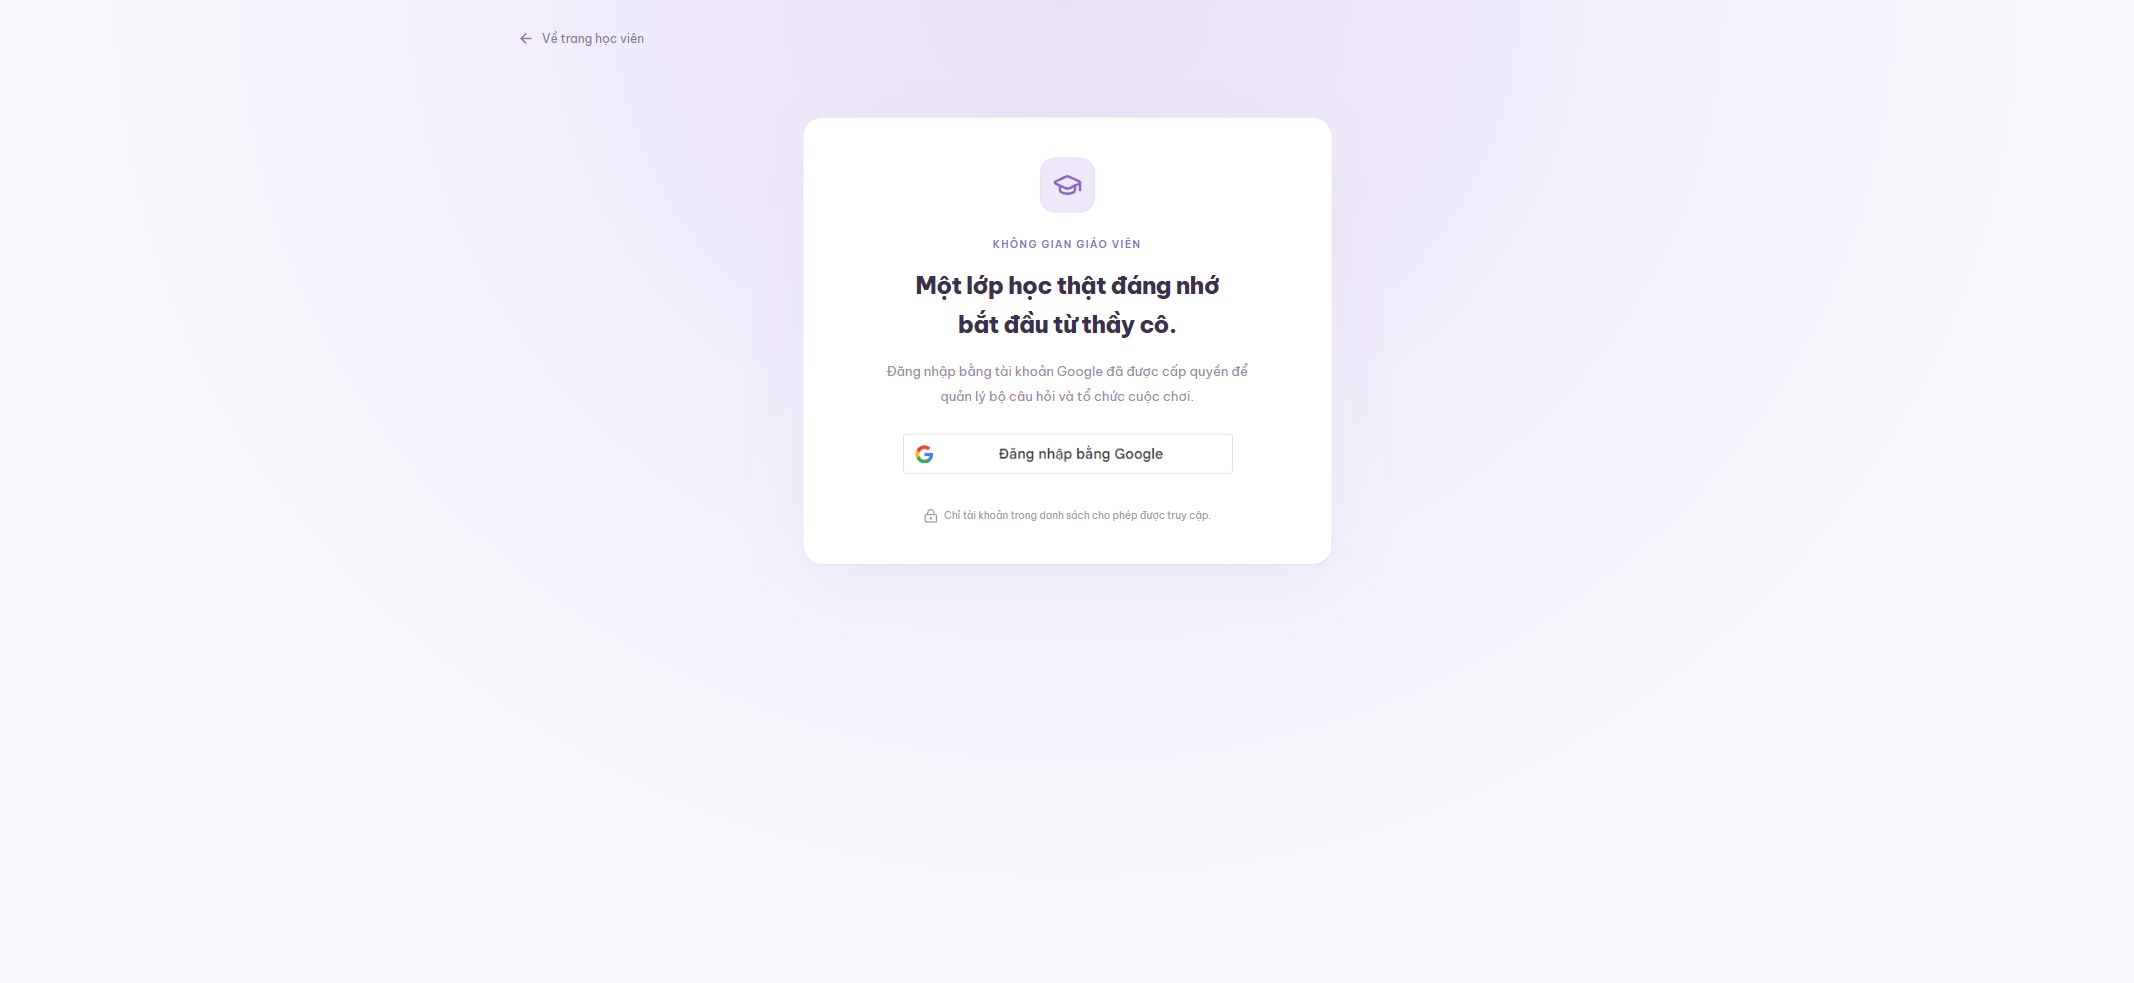 Về trang học viên
KHÔNG GIAN GIÁO VIÊN
Một lớp học thật đáng nhớ
bắt đầu từ thầy cô.
Đăng nhập bằng tài khoản Google đã được cấp quyền để
quản lý bộ câu hỏi và tổ chức cuộc chơi.
Đăng nhập bằng Google
Chỉ tài khoản trong danh sách cho phép được truy cập.